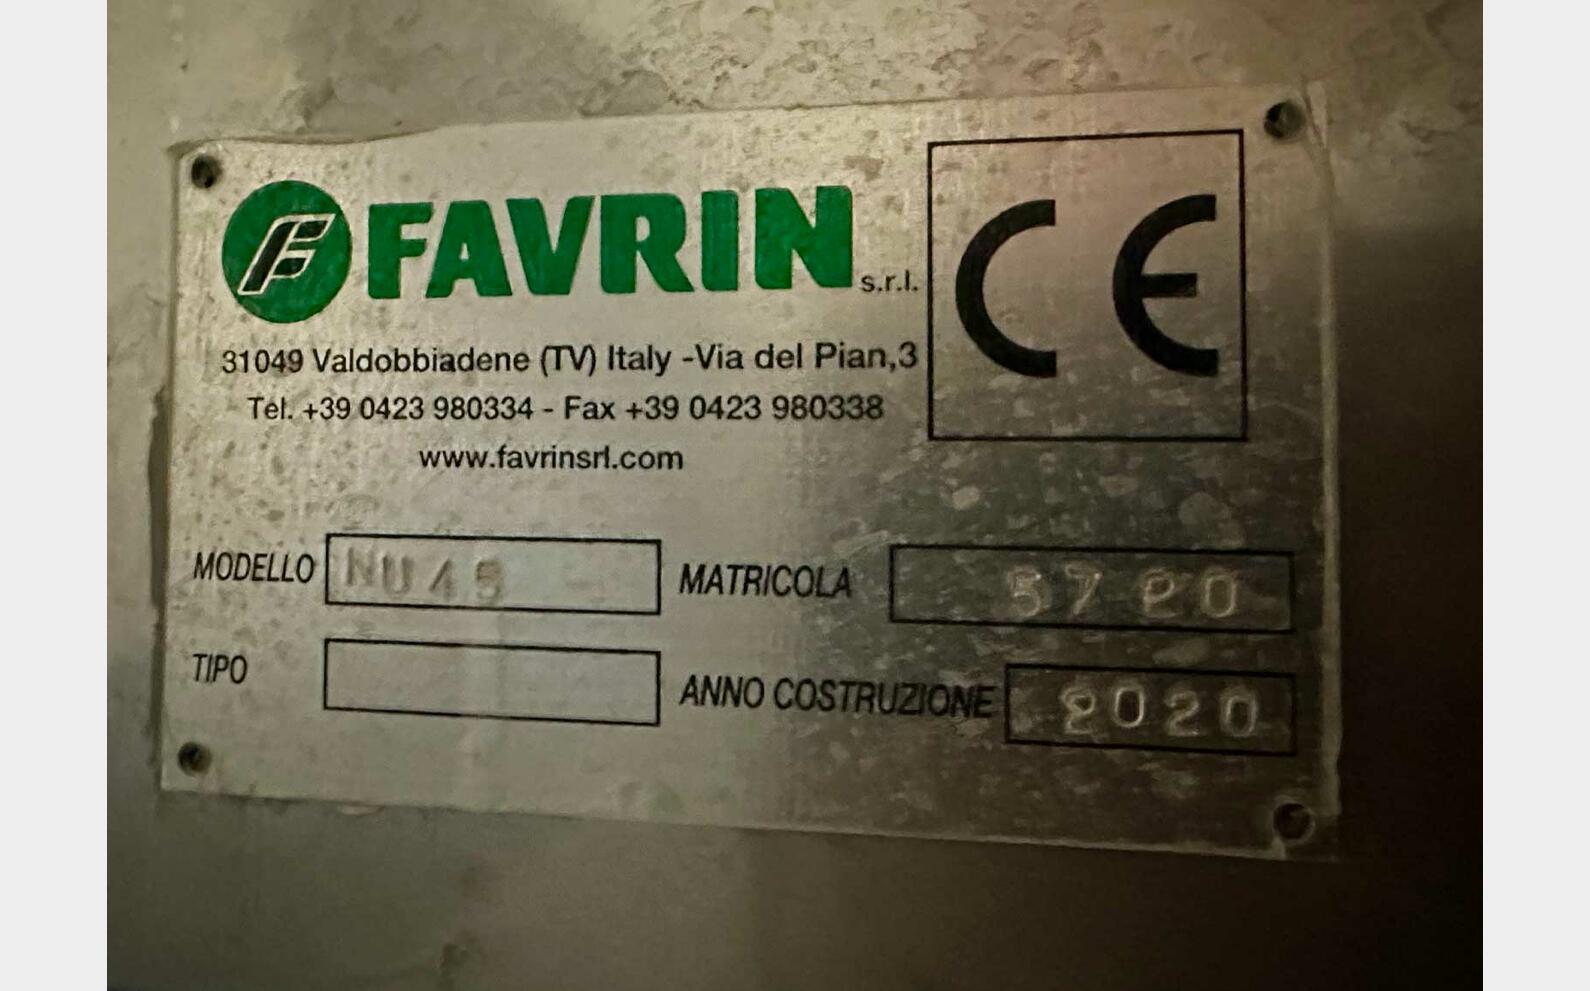 FAVRIN s.r.l.
CE
31049 Valdobbiadene (TV) Italy -Via del Pian,3
Tel. +39 0423 980334 - Fax +39 0423 980338
www.favrinsrl.com
MODELLO NU45
MATRICOLA 5720
TIPO
ANNO COSTRUZIONE 2020